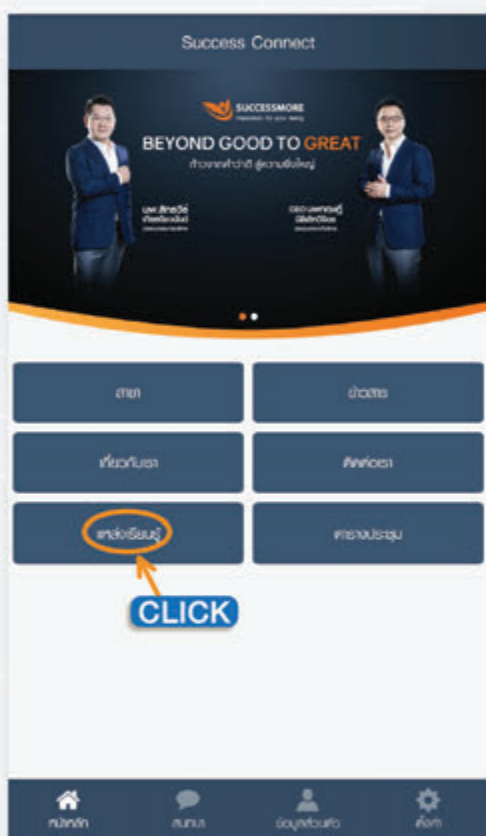 Success Connect
SUCCESSMORE
BEYOND GOOD TO GREAT
ก้าวจากคำว่าดี สู่ความยิ่งใหญ่
สาขา
ข่าวสาร
เกี่ยวกับเรา
ติดต่อเรา
แหล่งเรียนรู้
ตารางประชุม
CLICK
หน้าหลัก
สนทนา
ข้อมูลส่วนตัว
ตั้งค่า